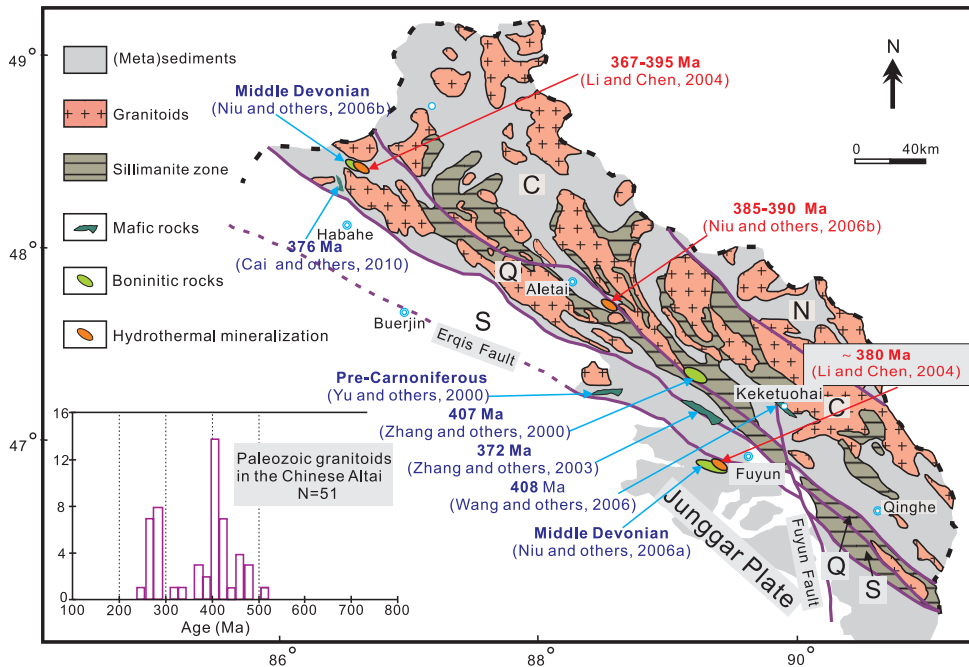 49°
48°
47°
(Meta)sediments
Granitoids
Sillimanite zone
Mafic rocks
Boninitic rocks
Hydrothermal mineralization
367-395 Ma
(Li and Chen, 2004)
N
0 40km
Middle Devonian
(Niu and others, 2006b)
C
385-390 Ma
(Niu and others, 2006b)
Habahe
376 Ma
(Cai and others, 2010)
Q
Aletai
N
Buerjin
S
Erqis Fault
~ 380 Ma
(Li and Chen, 2004)
Pre-Carnoniferous
(Yu and others, 2000)
Keketuohai
C
407 Ma
(Zhang and others, 2000)
372 Ma
(Zhang and others, 2003)
Fuyun
408 Ma
(Wang and others, 2006)
Qinghe
Middle Devonian
(Niu and others, 2006a)
Junggar Plate
Fuyun Fault
Q
S
16
12
8
4
0
Paleozoic granitoids
in the Chinese Altai
N=51
100 200 300 400 500 600 700 800
Age (Ma)
86 88 90